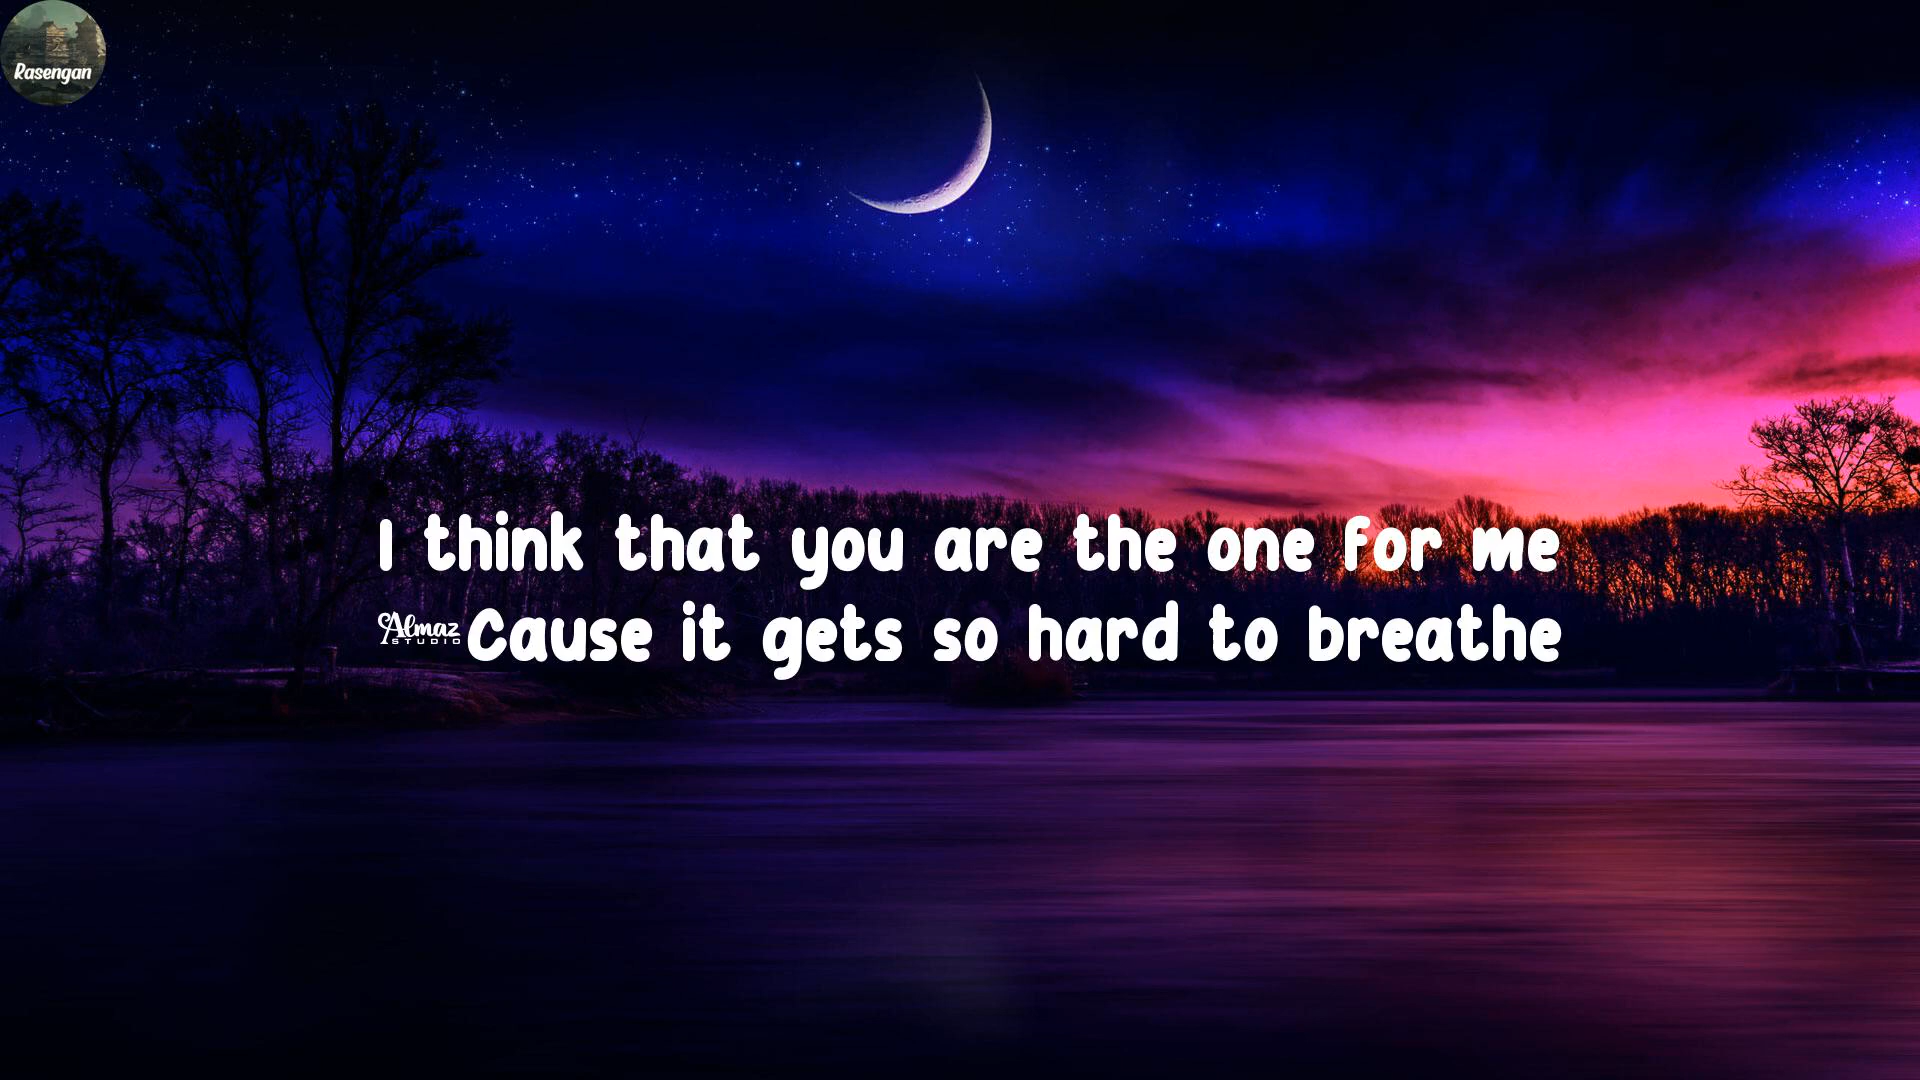 Rasengan
I think that you are the one for me
Almaz STUDIO Cause it gets so hard to breathe